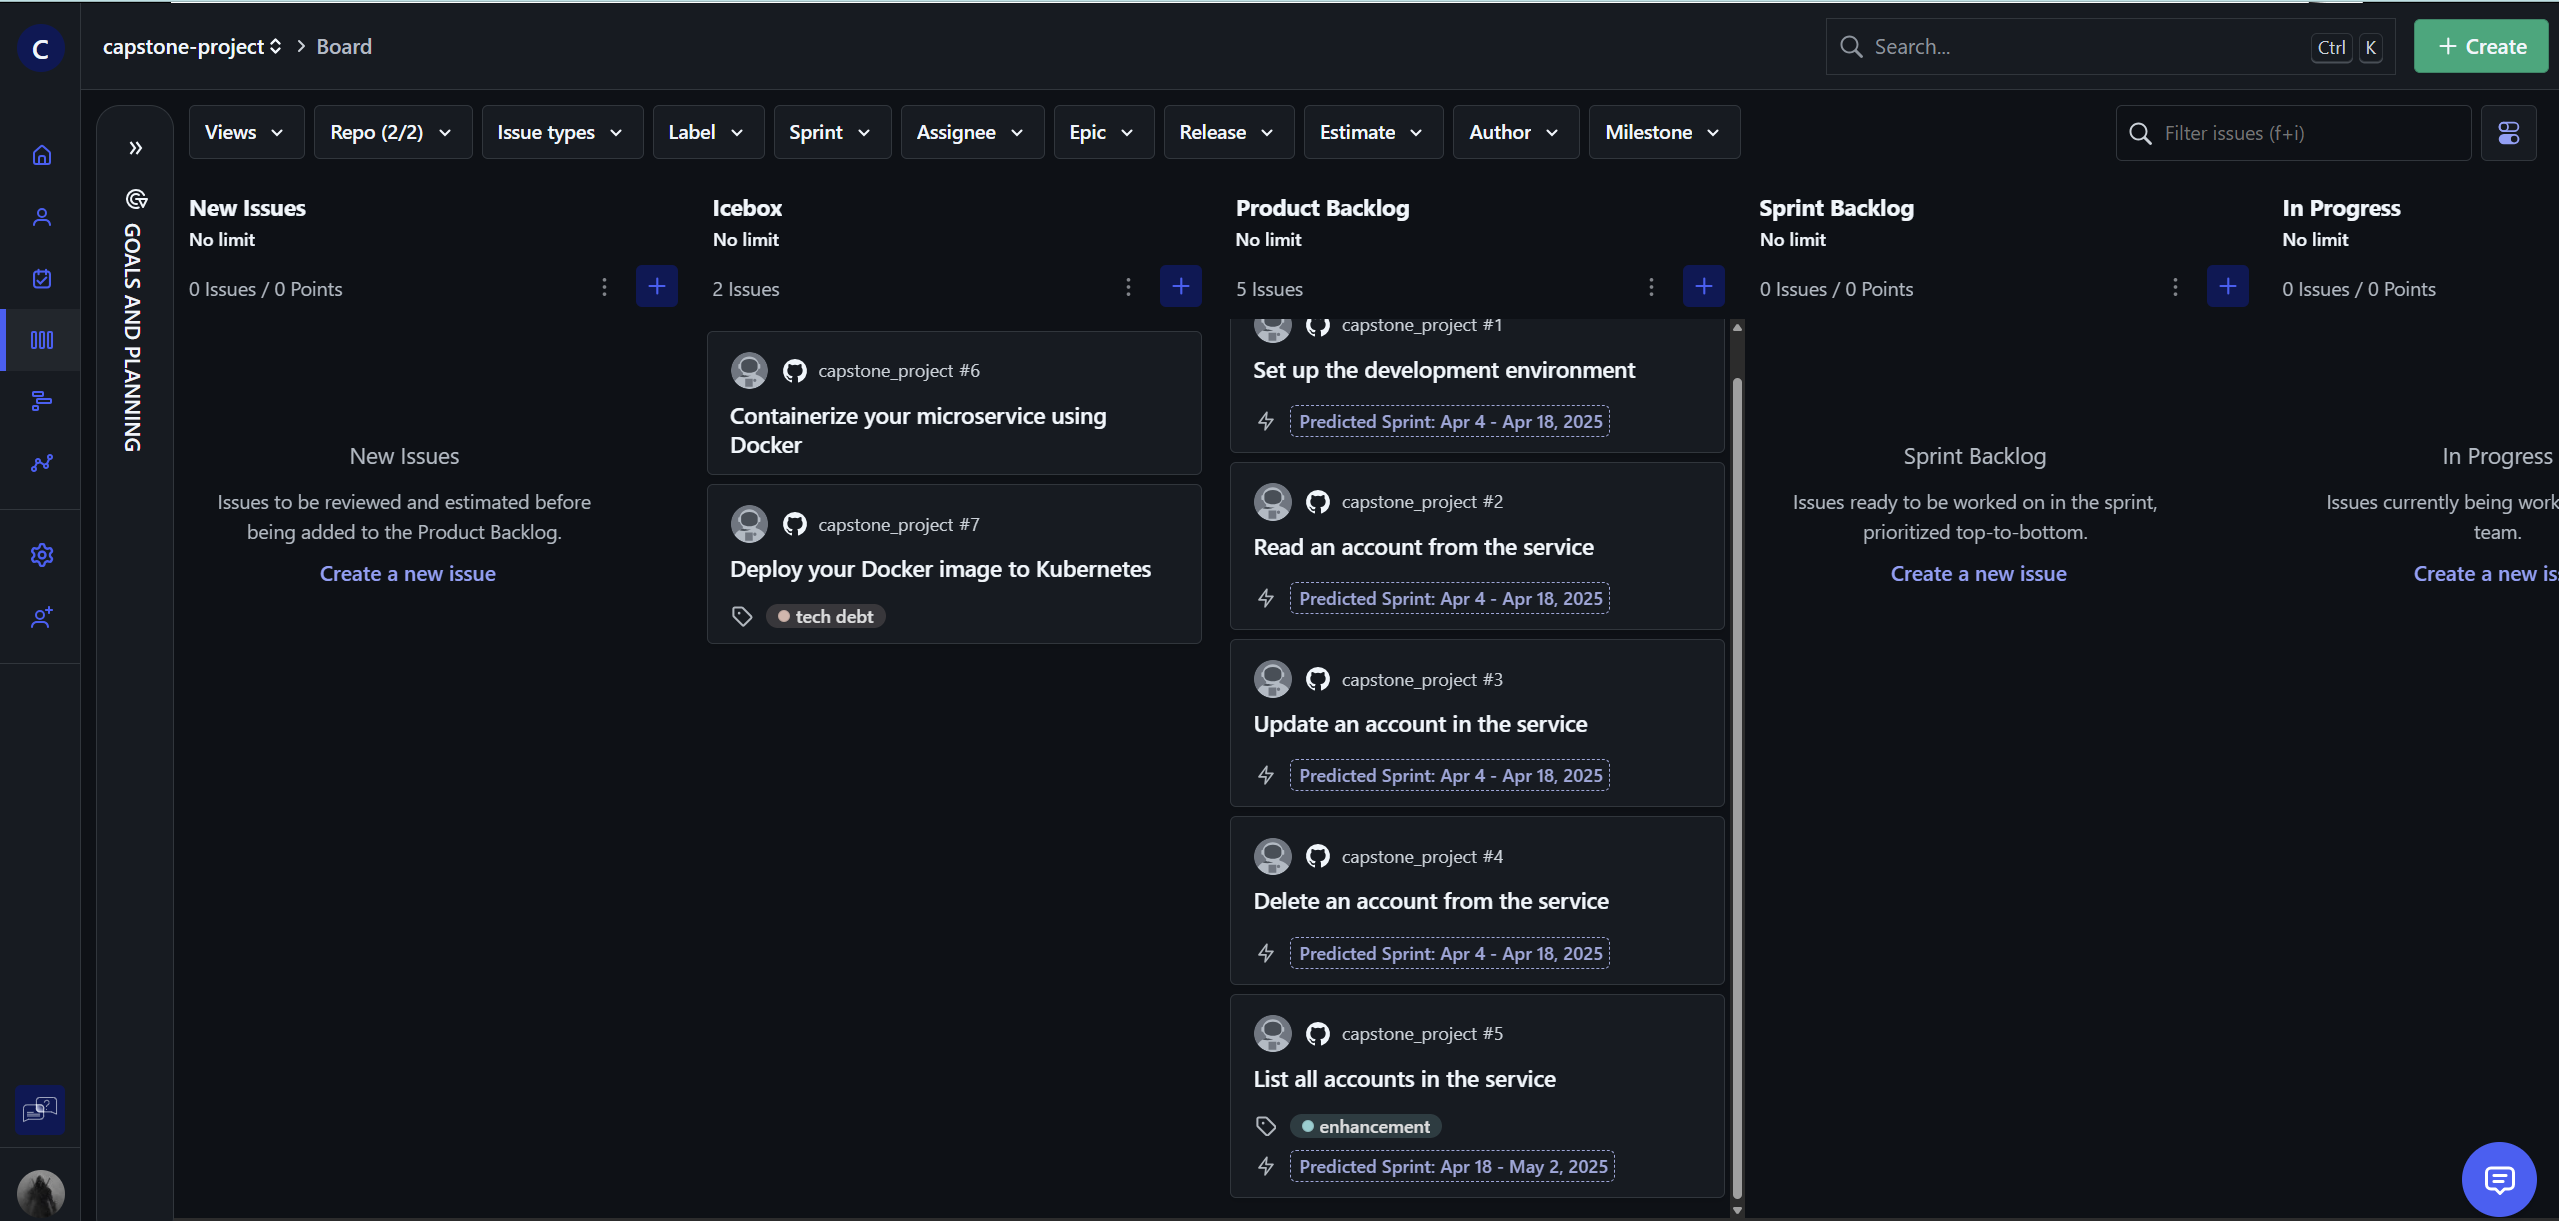 C
capstone-project > Board
Search...
Ctrl K
+ Create
GOALS AND PLANNING
Views
Repo (2/2)
Issue types
Label
Sprint
Assignee
Epic
Release
Estimate
Author
Milestone
Filter issues (f+i)
New Issues
No limit
0 Issues / 0 Points
New Issues
Issues to be reviewed and estimated before
being added to the Product Backlog.
Create a new issue
Icebox
No limit
2 Issues
capstone_project #6
Containerize your microservice using
Docker
capstone_project #7
Deploy your Docker image to Kubernetes
tech debt
Product Backlog
No limit
5 Issues
capstone_project #1
Set up the development environment
Predicted Sprint: Apr 4 - Apr 18, 2025
capstone_project #2
Read an account from the service
Predicted Sprint: Apr 4 - Apr 18, 2025
capstone_project #3
Update an account in the service
Predicted Sprint: Apr 4 - Apr 18, 2025
capstone_project #4
Delete an account from the service
Predicted Sprint: Apr 4 - Apr 18, 2025
capstone_project #5
List all accounts in the service
enhancement
Predicted Sprint: Apr 18 - May 2, 2025
Sprint Backlog
No limit
0 Issues / 0 Points
Sprint Backlog
Issues ready to be worked on in the sprint,
prioritized top-to-bottom.
Create a new issue
In Progress
No limit
0 Issues / 0 Points
In Progress
Issues currently being work
team.
Create a new is